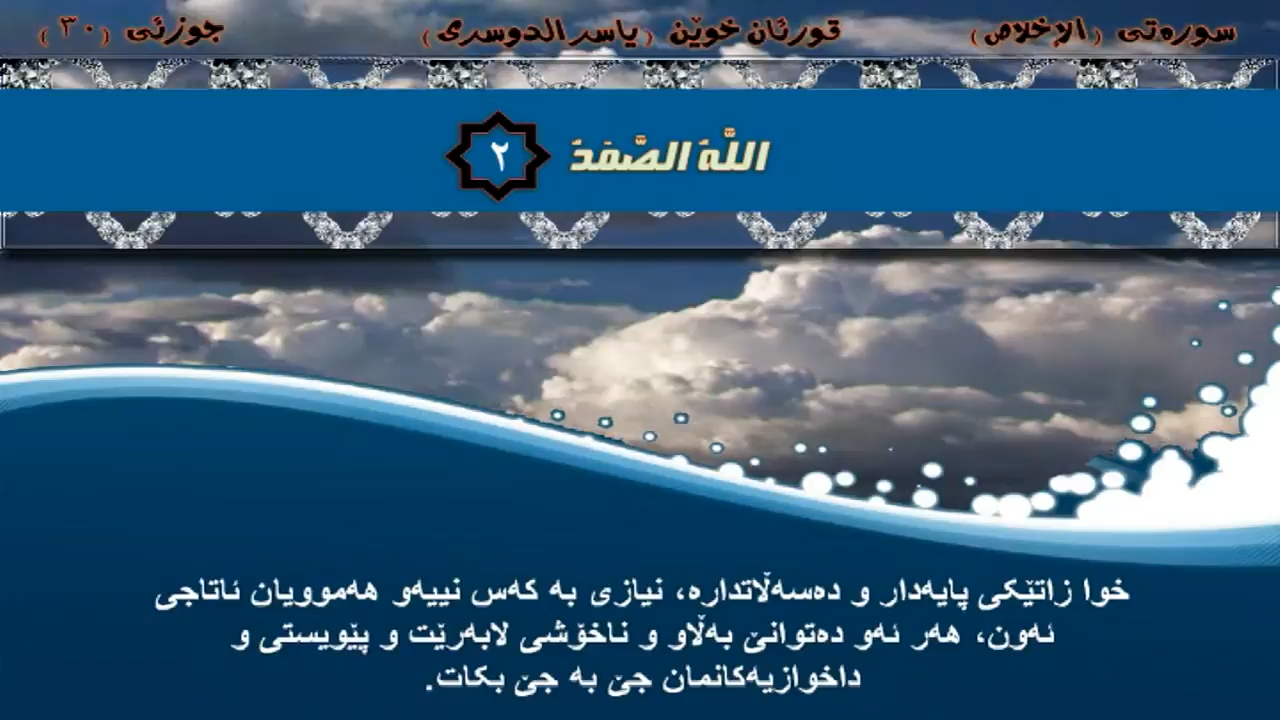 سورەتی (الإخلاص) قورئان خوێن (ياسر الدوسری) جوزئی (٣٠)
اللَّهُ الصَّمَدُ ٢
خوا زاتێکی پایەدار و دەسەڵاتدارە، نیازی بە کەس نییەو هەموویان ئاتاجی
ئەون، هەر ئەو دەتوانێ بەڵاو و ناخۆشی لابەرێت و پێویستی و
داخوازیەکانمان جێ بە جێ بکات.